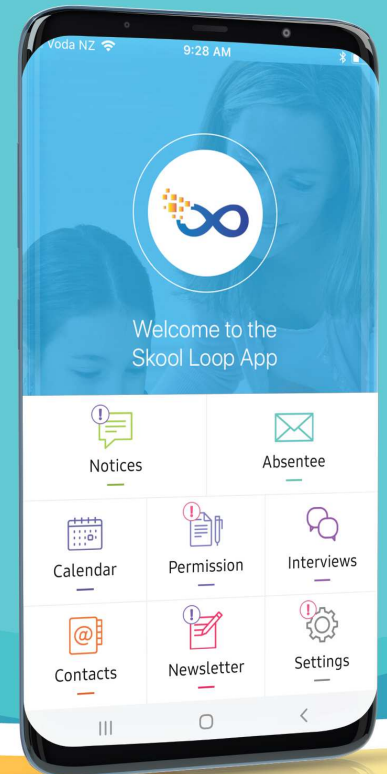 Voda NZ 9:28 AM
Welcome to the
Skool Loop App
Notices Absentee
Calendar Permission Interviews
Contacts Newsletter Settings